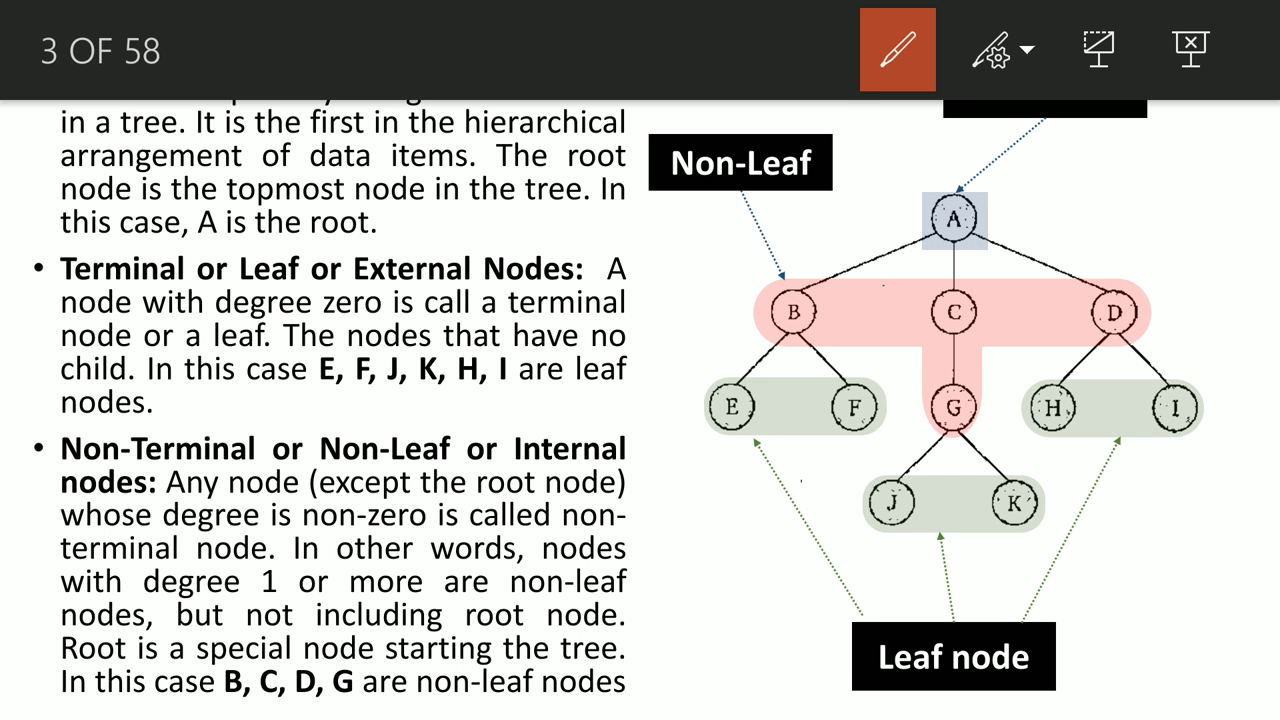 3 OF 58
in a tree. It is the first in the hierarchical
arrangement of data items. The root
node is the topmost node in the tree. In
this case, A is the root.
• Terminal or Leaf or External Nodes: A
node with degree zero is call a terminal
node or a leaf. The nodes that have no
child. In this case E, F, J, K, H, I are leaf
nodes.
• Non-Terminal or Non-Leaf or Internal
nodes: Any node (except the root node)
whose degree is non-zero is called non-
terminal node. In other words, nodes
with degree 1 or more are non-leaf
nodes, but not including root node.
Root is a special node starting the tree.
In this case B, C, D, G are non-leaf nodes
Non-Leaf
A
B C D
E F G H I
J K
Leaf node